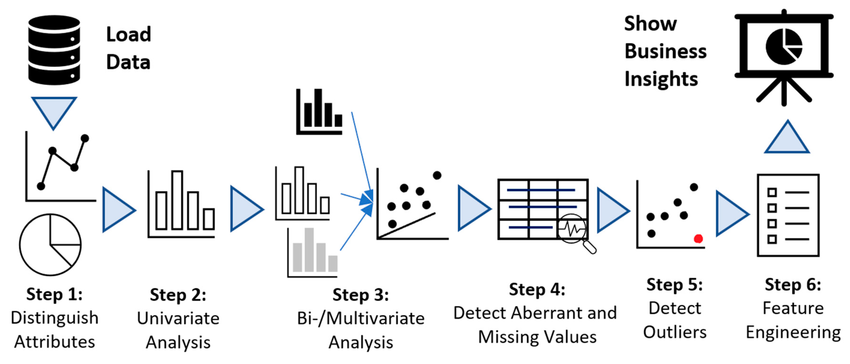 Load
Data
Show
Business
Insights
Step 1:
Distinguish
Attributes
Step 2:
Univariate
Analysis
Step 3:
Bi-/Multivariate
Analysis
Step 4:
Detect Aberrant and
Missing Values
Step 5:
Detect
Outliers
Step 6:
Feature
Engineering